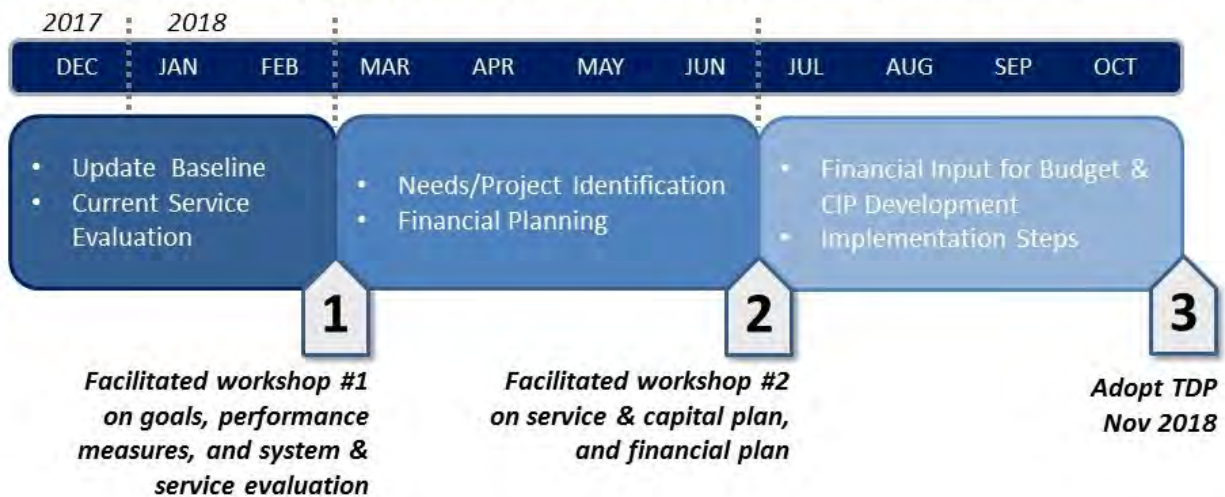 2017 2018
DEC JAN FEB MAR APR MAY JUN JUL AUG SEP OCT
• Update Baseline
• Current Service
Evaluation
• Needs/Project Identification
• Financial Planning
• Financial Input for Budget &
CIP Development
• Implementation Steps
1
2
3
Facilitated workshop #1
on goals, performance
measures, and system &
service evaluation
Facilitated workshop #2
on service & capital plan,
and financial plan
Adopt TDP
Nov 2018